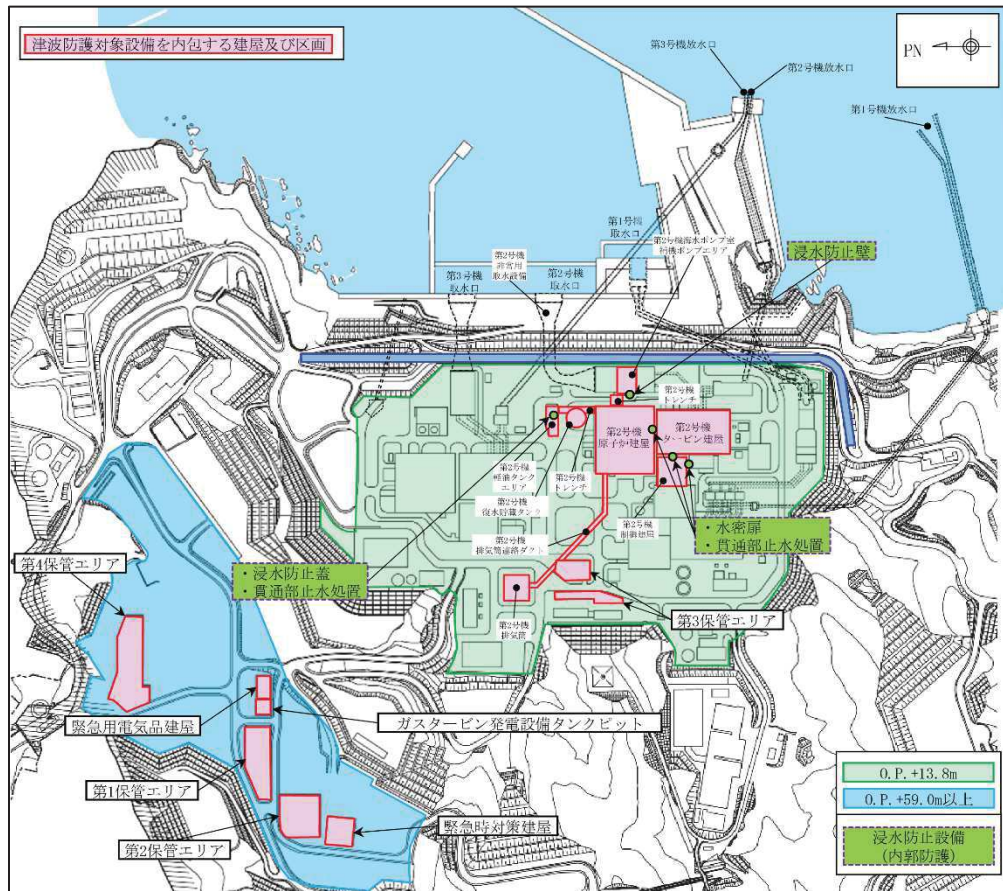 津波防護対象設備を内包する建屋及び区画
PN
第3号機放水口
第2号機放水口
第1号機放水口
第1号機
取水口
第2号機海水ポンプ室
補機ポンプエリア
浸水防止壁
第2号機
非常用
取水設備
第3号機
取水口
第2号機
取水口
第2号機
トレンチ
第2号機
原子炉建屋
第2号機
タービン建屋
第2号機
軽油タンク
エリア
第2号機
トレンチ
第2号機
復水貯蔵タンク
第2号機
制御建屋
・水密扉
・貫通部止水処置
第2号機
排気筒連絡ダクト
・浸水防止蓋
・貫通部止水処置
第4保管エリア
第2号機
排気筒
第3保管エリア
緊急用電気品建屋
ガスタービン発電設備タンクピット
第1保管エリア
第2保管エリア
緊急時対策建屋
O.P.+13.8m
O.P.+59.0m以上
浸水防止設備
(内郭防護)